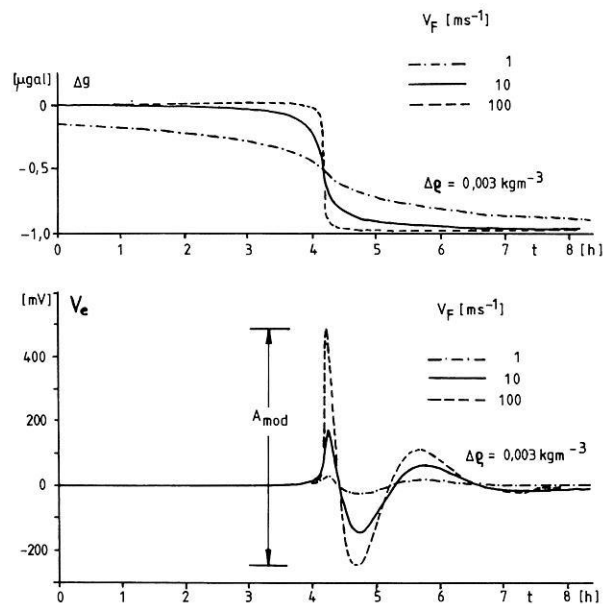 V_F [ms⁻¹]
[µgal] Δg
1
10
100
0
-0,5
-1,0
Δρ = 0,003 kgm⁻³
0 1 2 3 4 5 6 7 t 8 [h]
[mV] V_e
V_F [ms⁻¹]
1
10
100
400
200
0
-200
A_mod
Δρ = 0,003 kgm⁻³
0 1 2 3 4 5 6 7 t 8 [h]